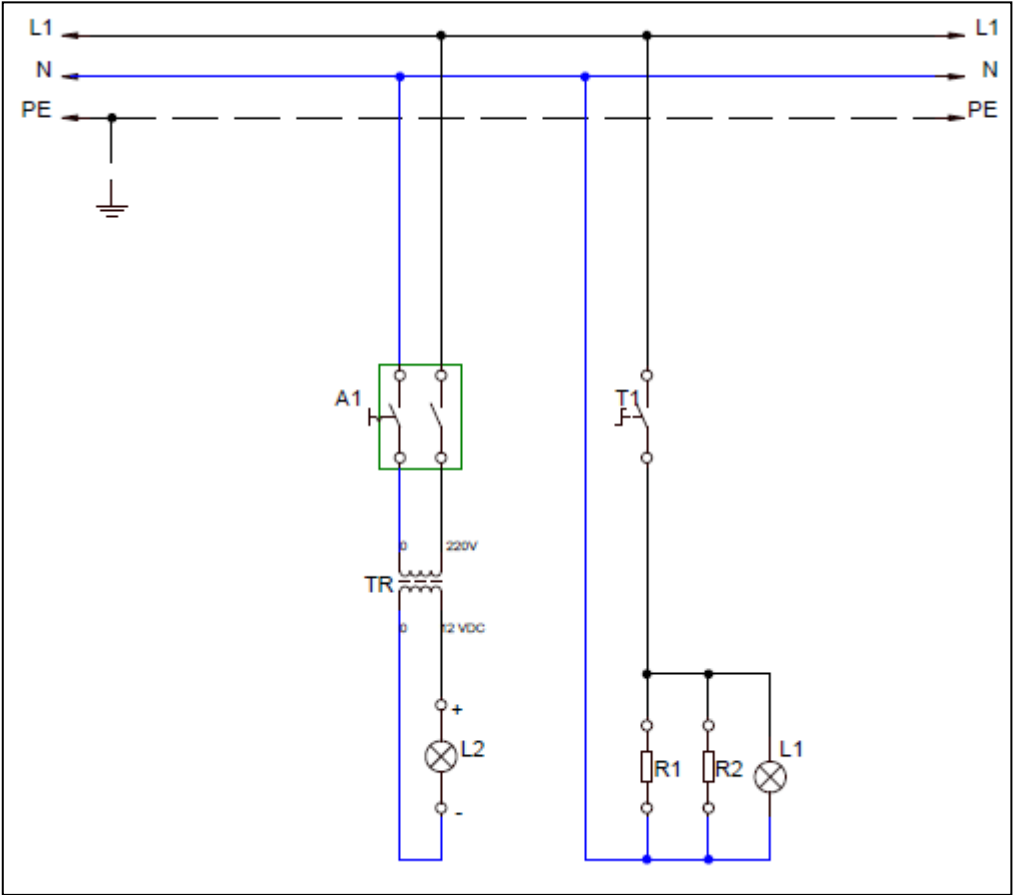 L1 L1
N N
PE PE
A1 T1
0 220V
TR
0 12 VDC
+
L2 L1
R1 R2
-